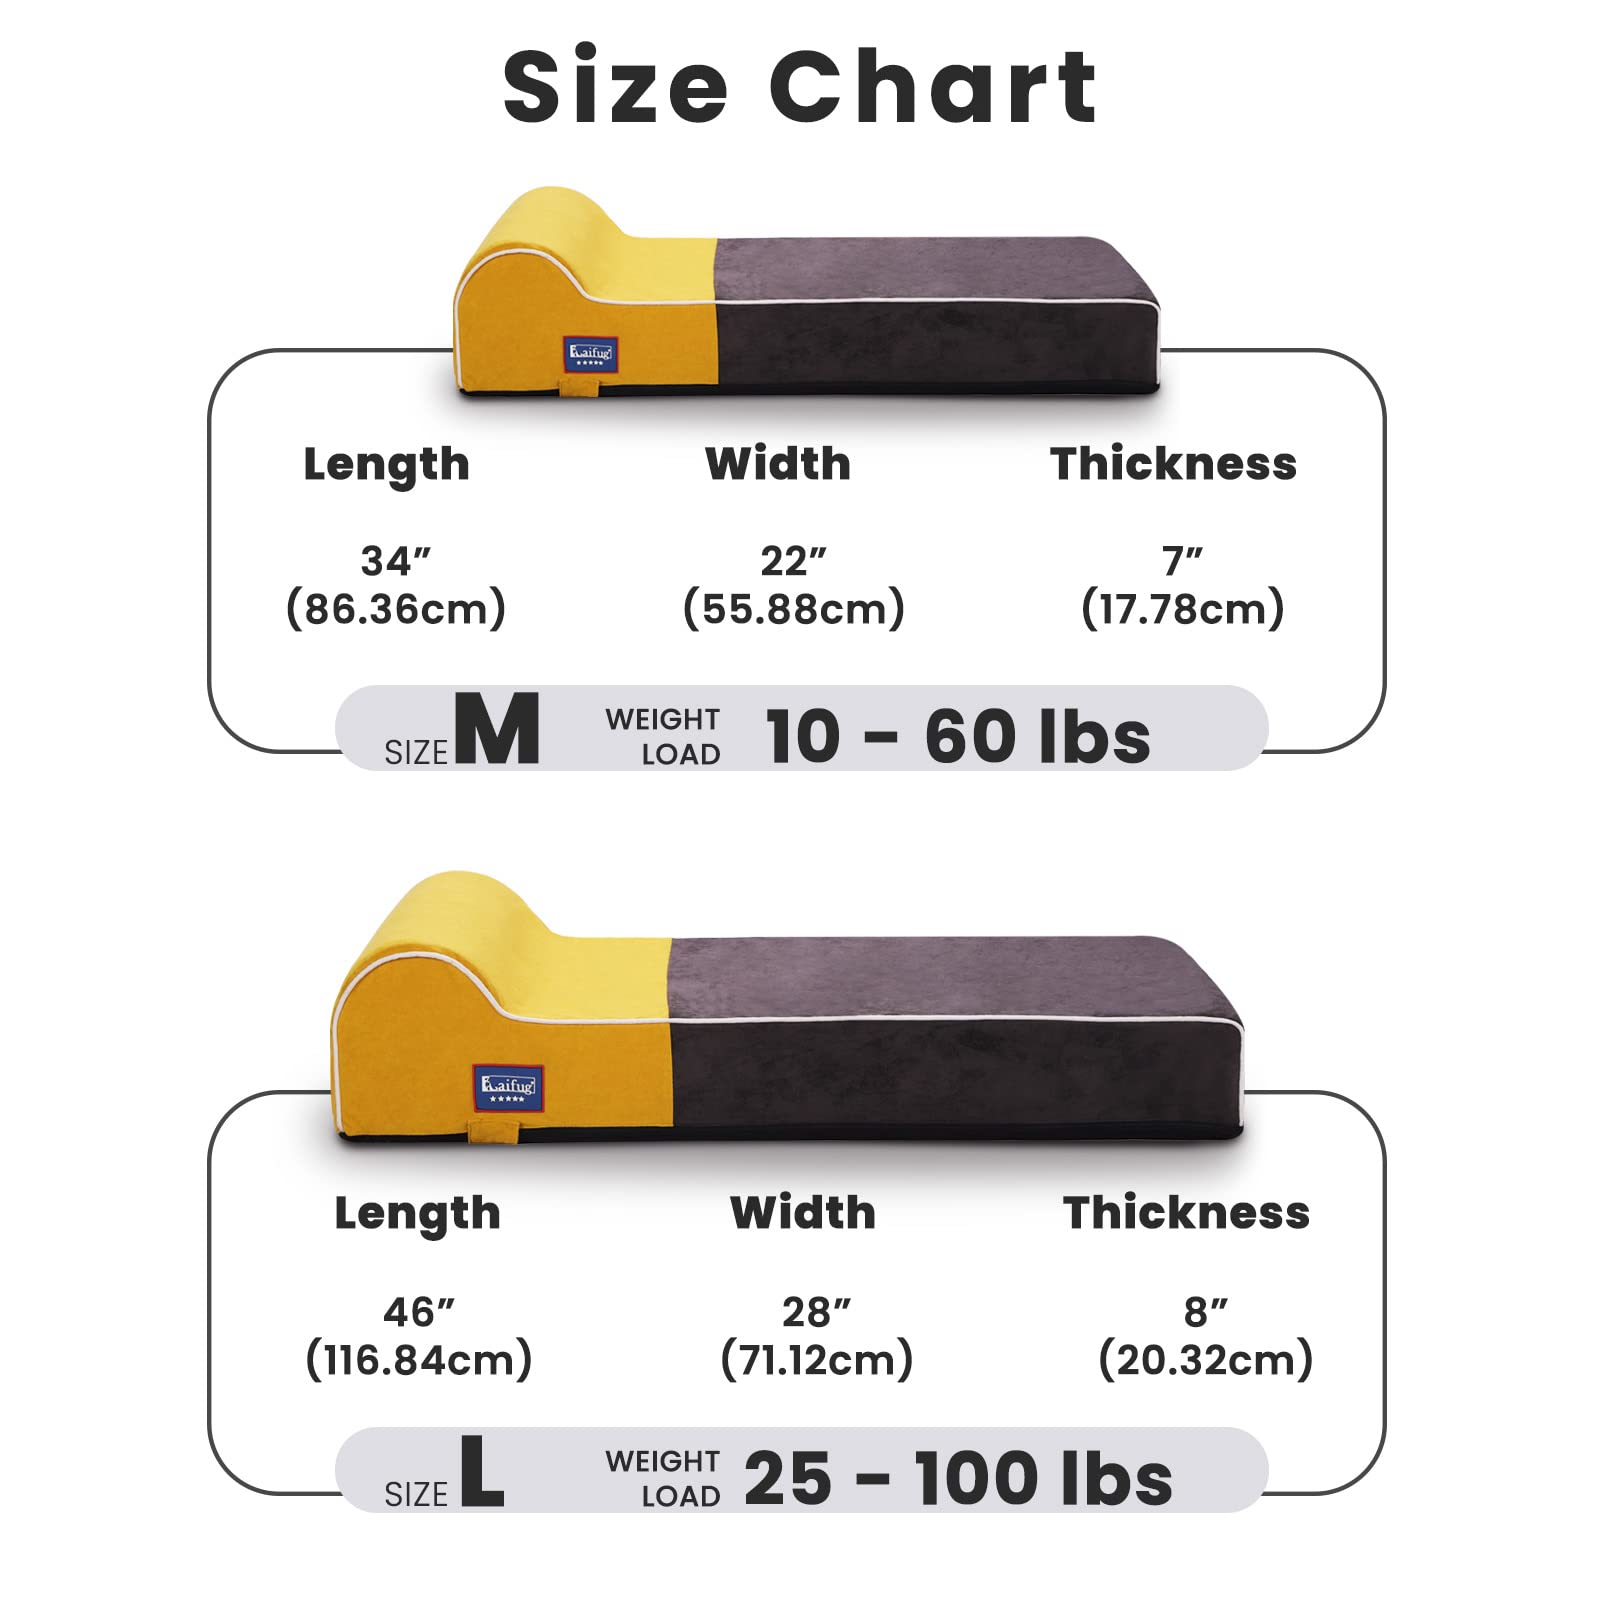 Size Chart
Laifug
★★★★★
Length Width Thickness
34” 22” 7”
(86.36cm) (55.88cm) (17.78cm)
SIZE M WEIGHT LOAD 10 - 60 lbs
Laifug
★★★★★
Length Width Thickness
46” 28” 8”
(116.84cm) (71.12cm) (20.32cm)
SIZE L WEIGHT LOAD 25 - 100 lbs